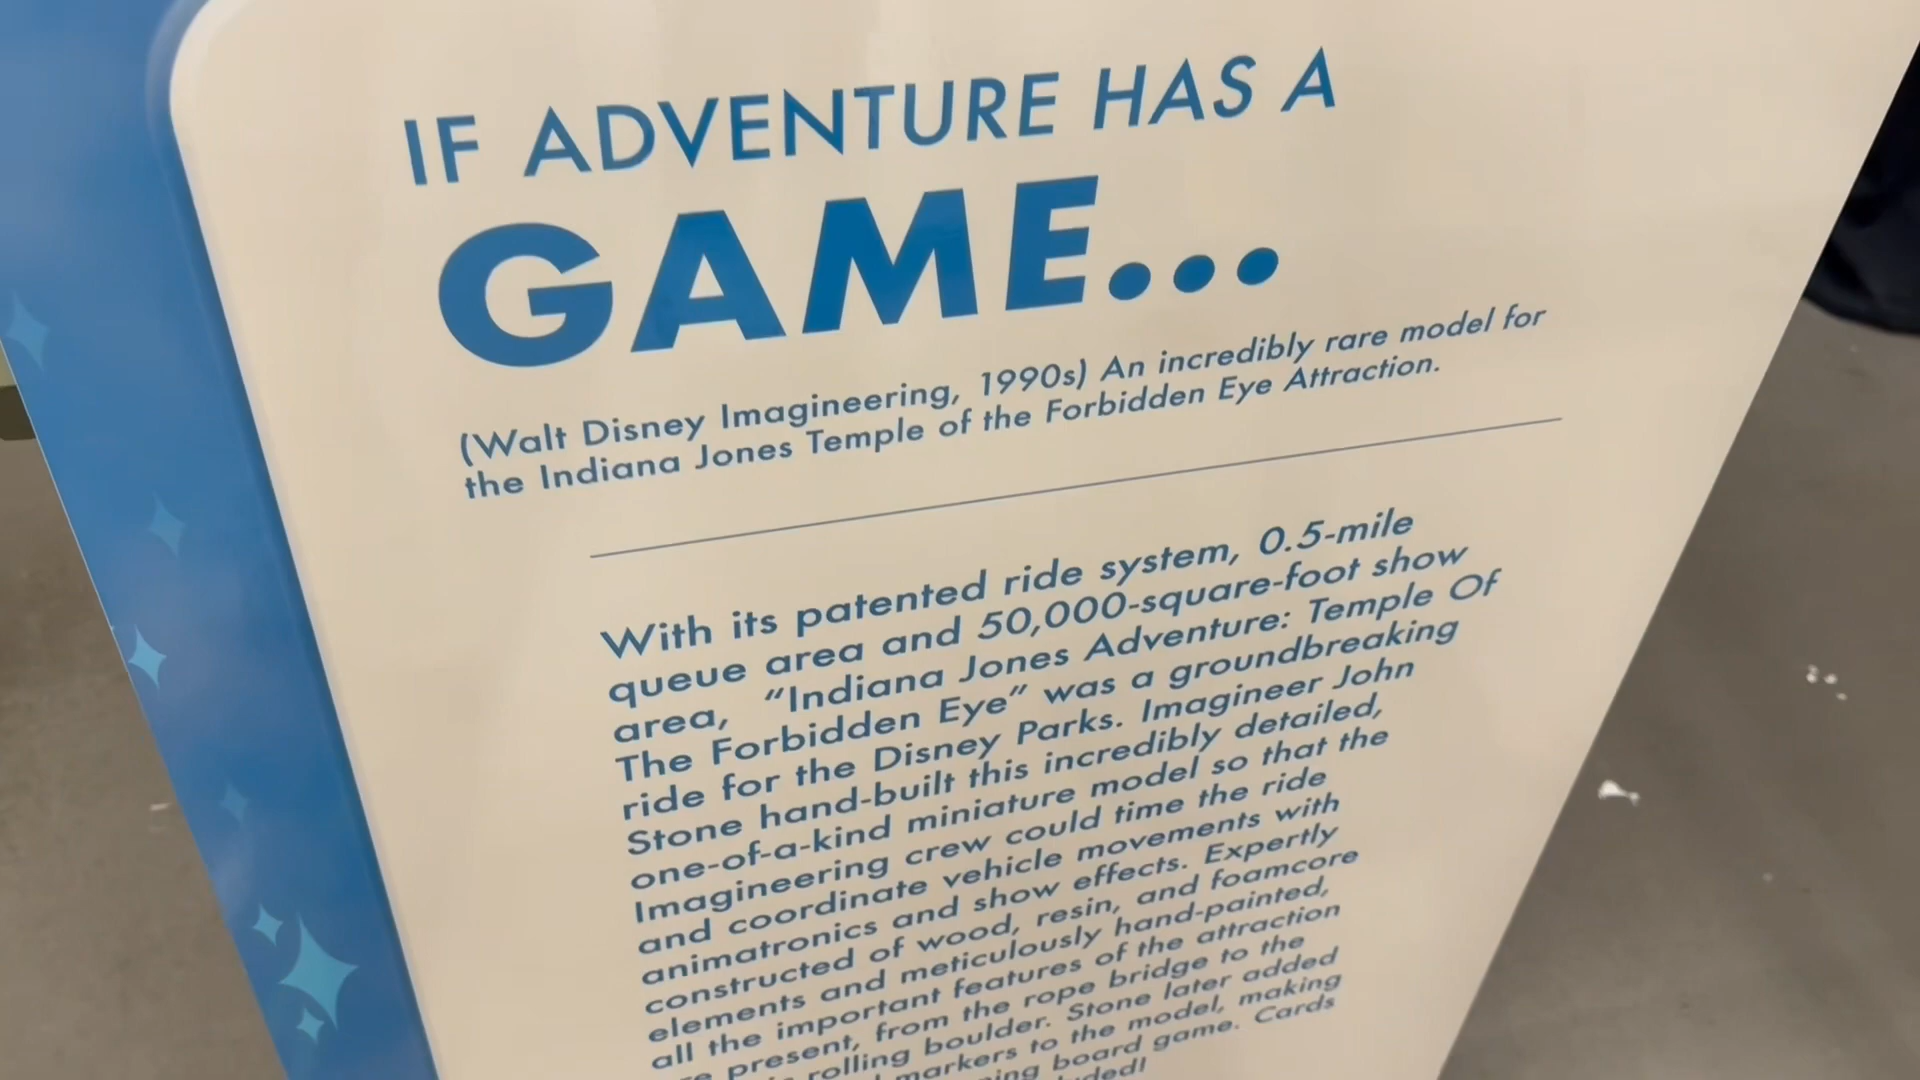 IF ADVENTURE HAS A
GAME...
(Walt Disney Imagineering, 1990s) An incredibly rare model for
the Indiana Jones Temple of the Forbidden Eye Attraction.
With its patented ride system, 0.5-mile
queue area and 50,000-square-foot show
area, "Indiana Jones Adventure: Temple Of
The Forbidden Eye" was a groundbreaking
ride for the Disney Parks. Imagineer John
Stone hand-built this incredibly detailed,
one-of-a-kind miniature model so that the
Imagineering crew could time the ride
and coordinate vehicle movements with
animatronics and show effects. Expertly
constructed of wood, resin, and foamcore
elements and meticulously hand-painted,
all the important features of the attraction
present, from the rope bridge to the
rolling boulder. Stone later added
markers to the model, making
board game. Cards